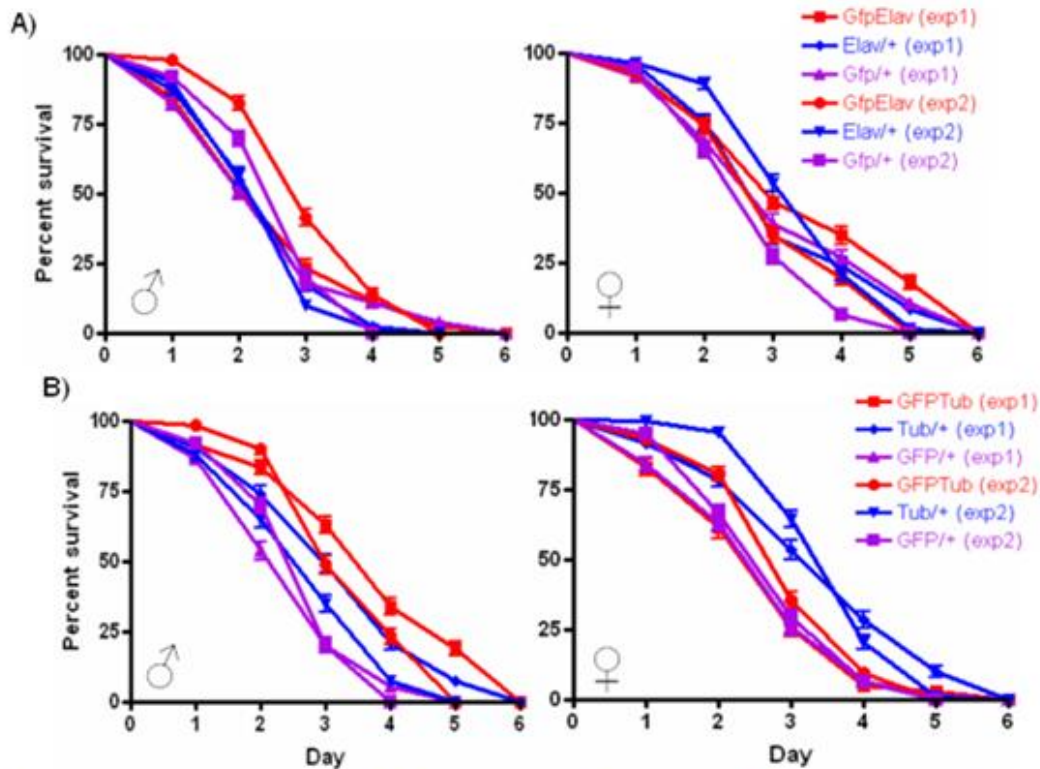 A)
GfpElav (exp1)
Elav/+ (exp1)
Gfp/+ (exp1)
GfpElav (exp2)
Elav/+ (exp2)
Gfp/+ (exp2)
Percent survival
100
75
50
25
0
0 1 2 3 4 5 6
100
75
50
25
0
0 1 2 3 4 5 6
B)
GFPTub (exp1)
Tub/+ (exp1)
GFP/+ (exp1)
GFPTub (exp2)
Tub/+ (exp2)
GFP/+ (exp2)
Percent survival
100
75
50
25
0
0 1 2 3 4 5 6
Day
100
75
50
25
0
0 1 2 3 4 5 6
Day